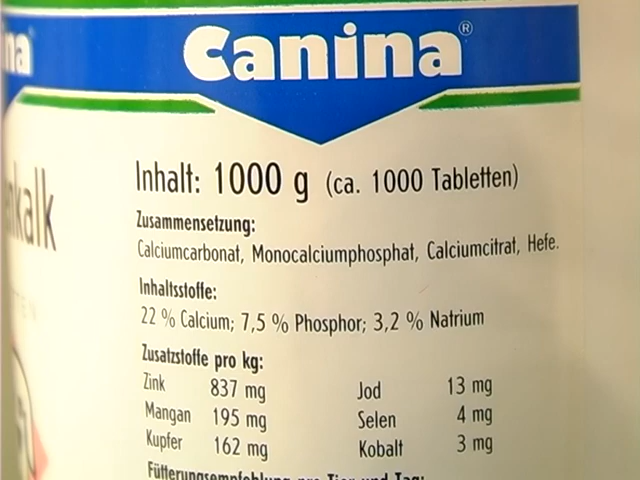 Canina®
Inhalt: 1000 g (ca. 1000 Tabletten)
Zusammensetzung:
Calciumcarbonat, Monocalciumphosphat, Calciumcitrat, Hefe.
Inhaltsstoffe:
22 % Calcium; 7,5 % Phosphor; 3,2 % Natrium
Zusatzstoffe pro kg:
Zink 837 mg Jod 13 mg
Mangan 195 mg Selen 4 mg
Kupfer 162 mg Kobalt 3 mg
Fütterungsempfehlung pro Tier und Tag: